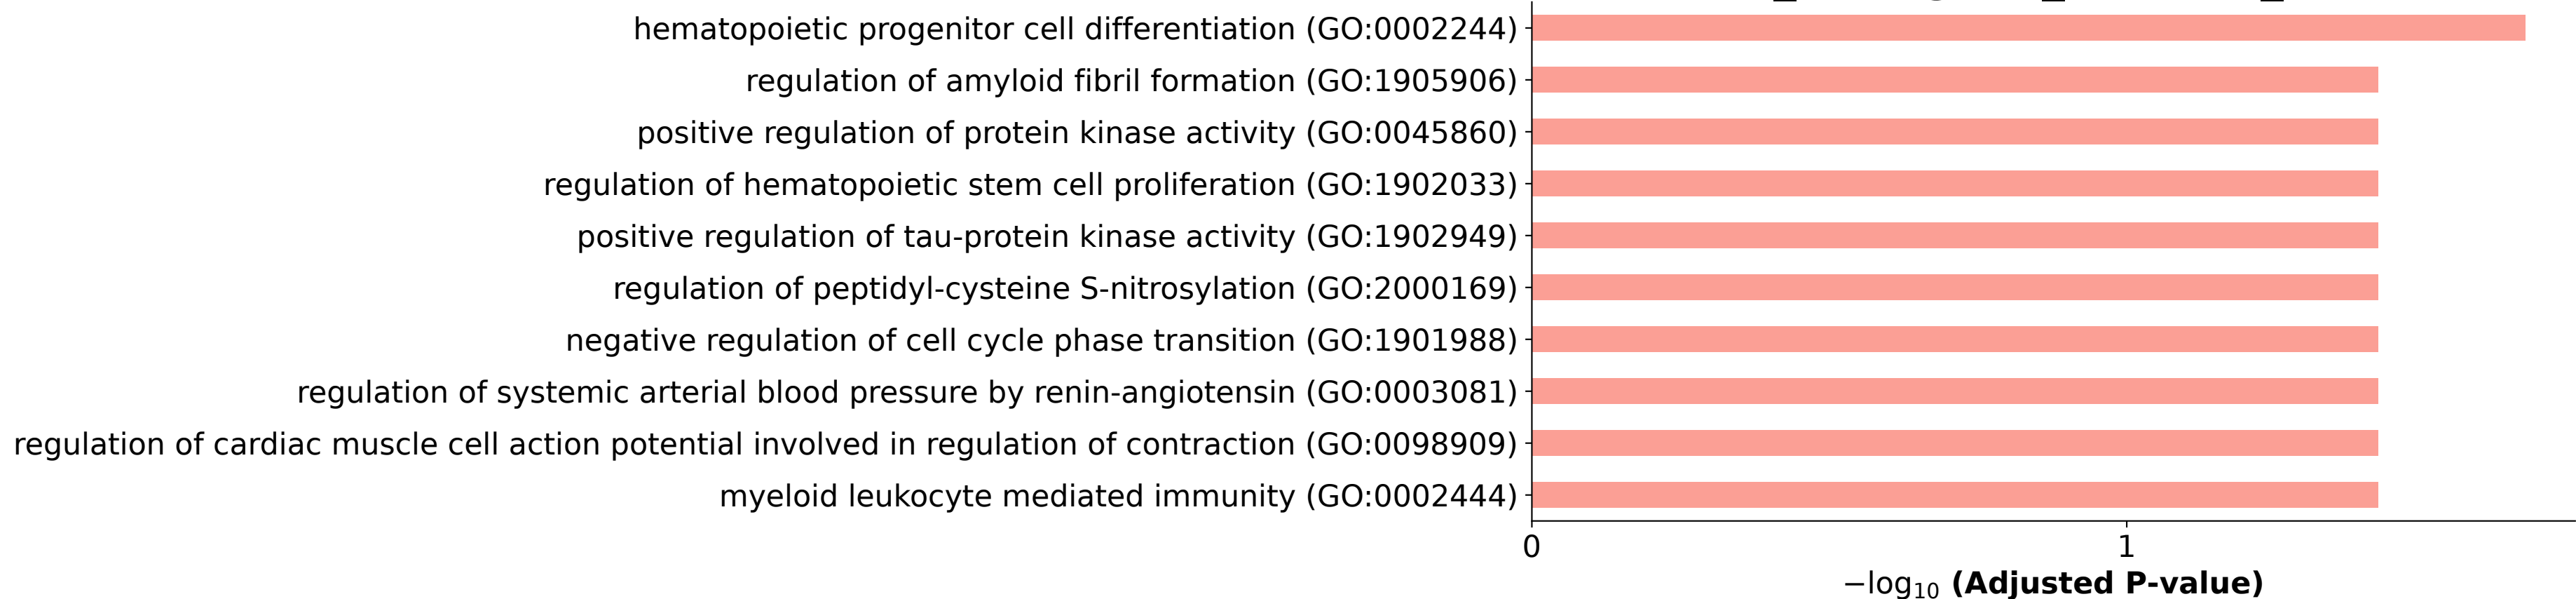 hematopoietic progenitor cell differentiation (GO:0002244)
regulation of amyloid fibril formation (GO:1905906)
positive regulation of protein kinase activity (GO:0045860)
regulation of hematopoietic stem cell proliferation (GO:1902033)
positive regulation of tau-protein kinase activity (GO:1902949)
regulation of peptidyl-cysteine S-nitrosylation (GO:2000169)
negative regulation of cell cycle phase transition (GO:1901988)
regulation of systemic arterial blood pressure by renin-angiotensin (GO:0003081)
regulation of cardiac muscle cell action potential involved in regulation of contraction (GO:0098909)
myeloid leukocyte mediated immunity (GO:0002444)
0 1
−log₁₀ (Adjusted P-value)